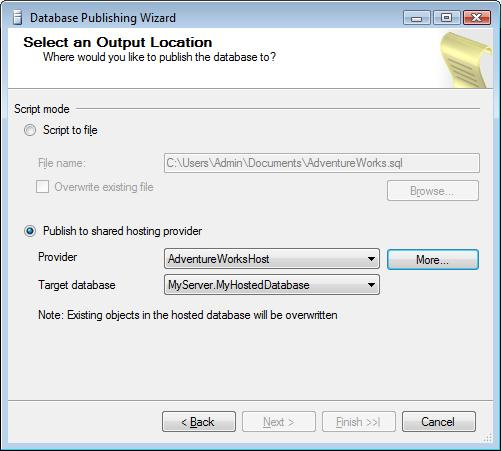 Database Publishing Wizard
Select an Output Location
Where would you like to publish the database to?
Script mode
Script to file
File name:
C:\Users\Admin\Documents\AdventureWorks.sql
Overwrite existing file
Browse...
Publish to shared hosting provider
Provider
AdventureWorksHost
More...
Target database
MyServer.MyHostedDatabase
Note: Existing objects in the hosted database will be overwritten
< Back
Next >
Finish >>|
Cancel